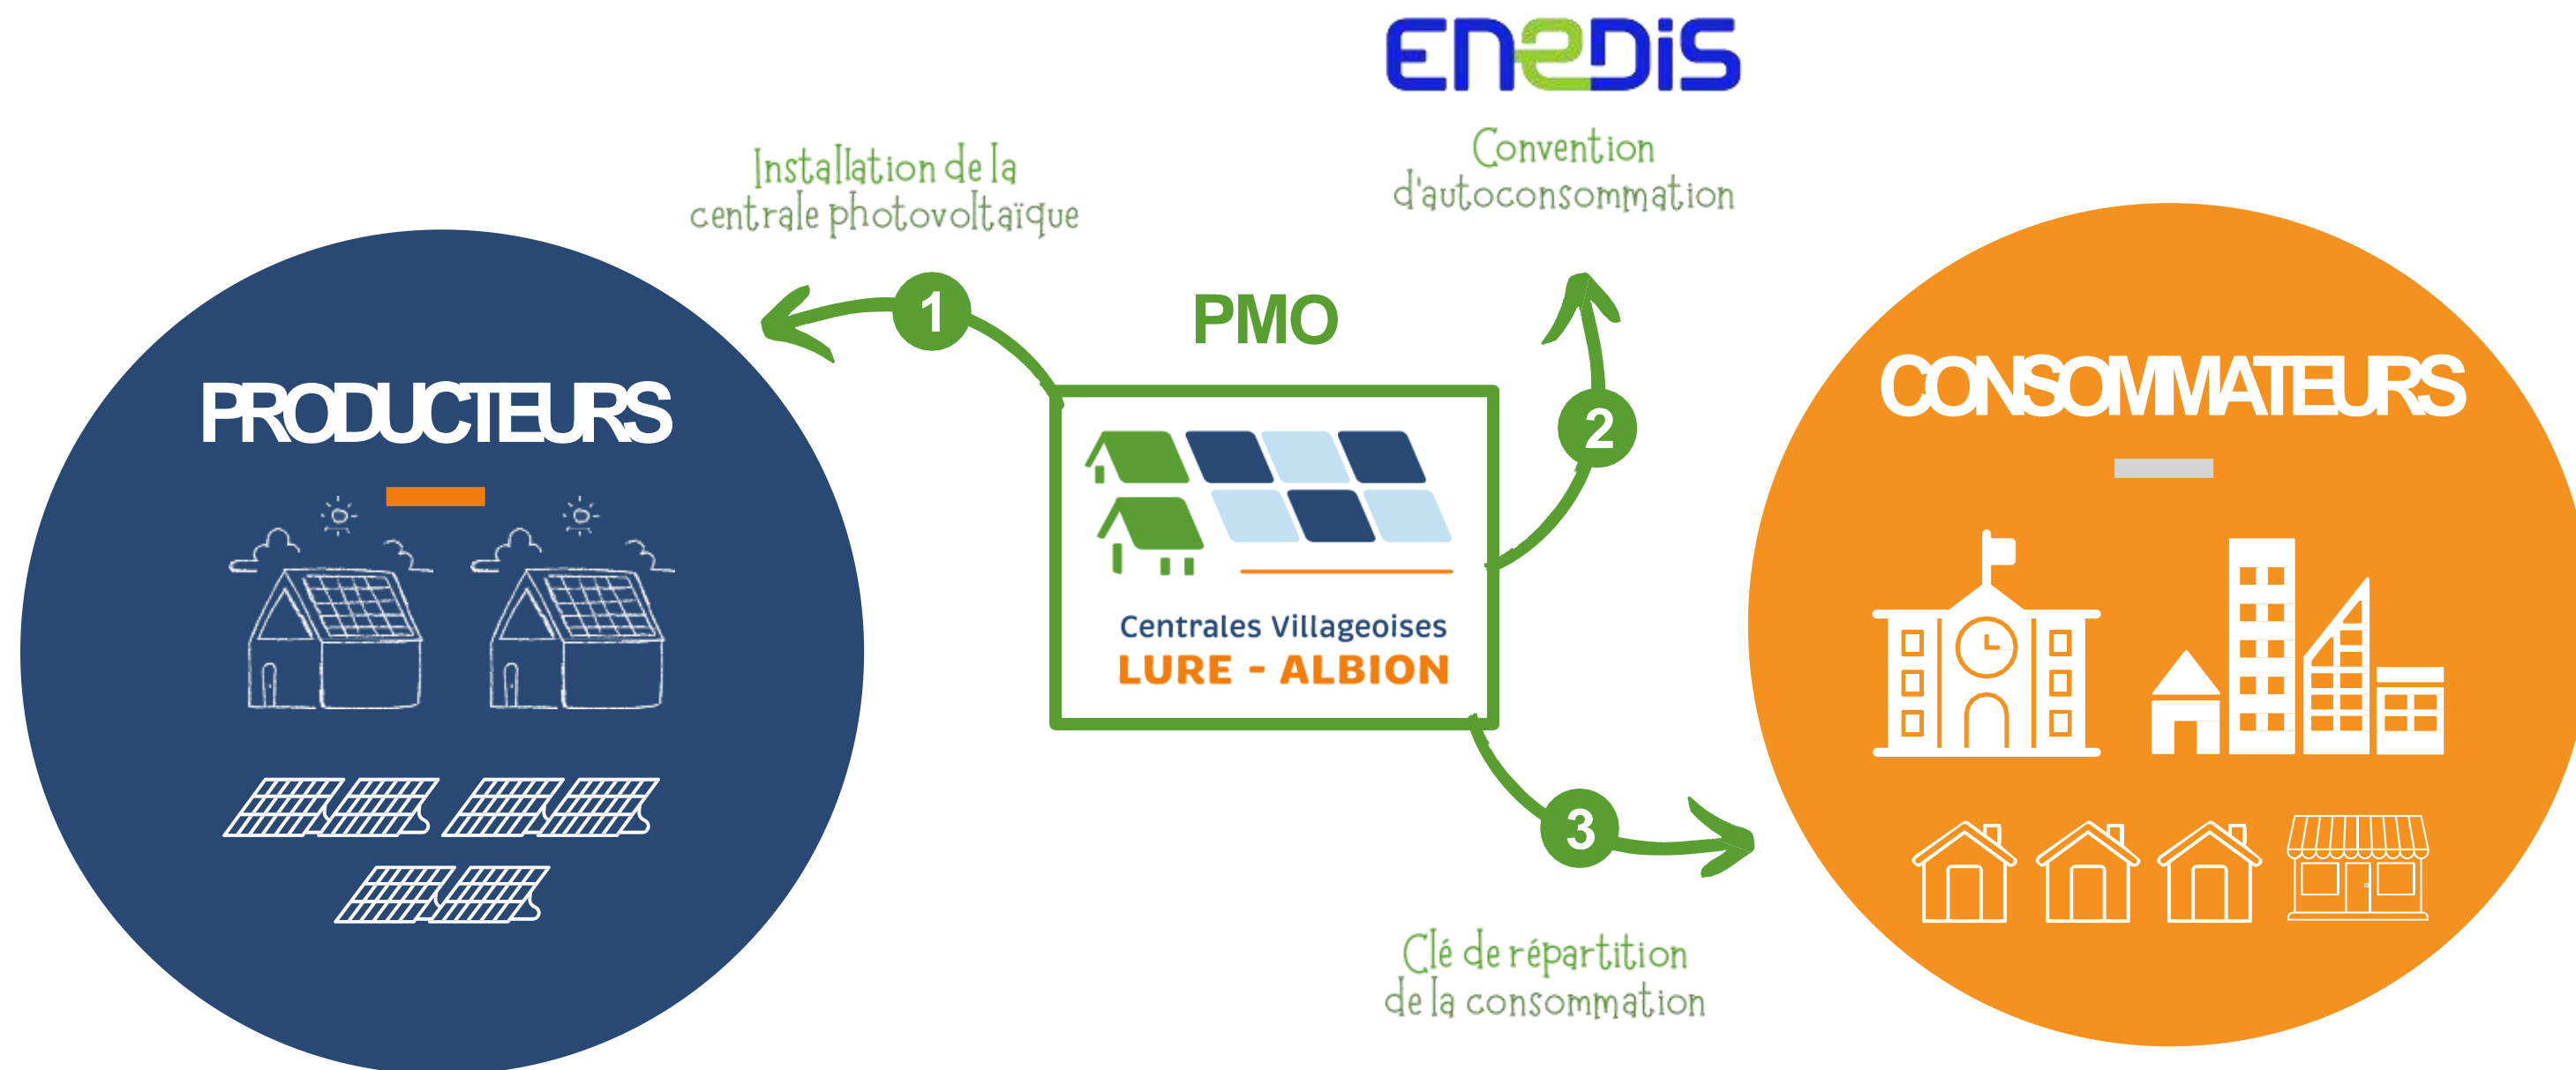 ENEDIS
Installation de la
centrale photovoltaïque
Convention
d'autoconsommation
1
PMO
2
PRODUCTEURS
CONSOMMATEURS
Centrales Villageoises
LURE - ALBION
3
Clé de répartition
de la consommation